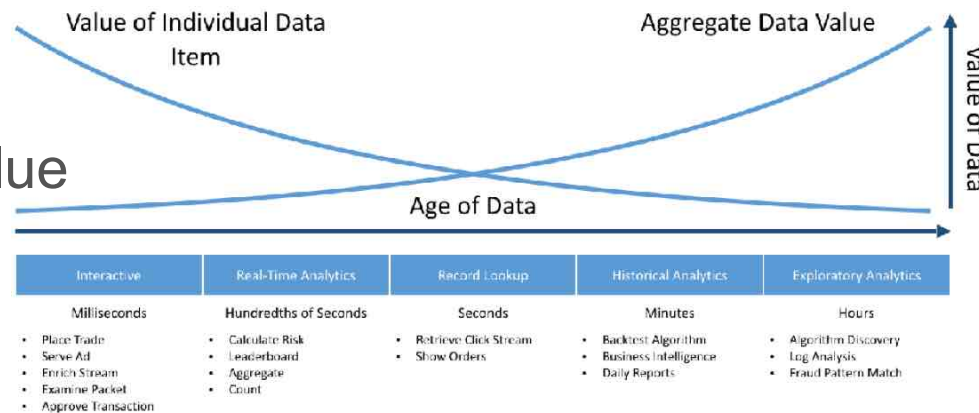 Value of Individual Data
Item
Aggregate Data Value
Value of Data
lue
Age of Data
Interactive
Real-Time Analytics
Record Lookup
Historical Analytics
Exploratory Analytics
Milliseconds
Hundredths of Seconds
Seconds
Minutes
Hours
• Place Trade
• Serve Ad
• Enrich Stream
• Examine Packet
• Approve Transaction
• Calculate Risk
• Leaderboard
• Aggregate
• Count
• Retrieve Click Stream
• Show Orders
• Backtest Algorithm
• Business Intelligence
• Daily Reports
• Algorithm Discovery
• Log Analysis
• Fraud Pattern Match